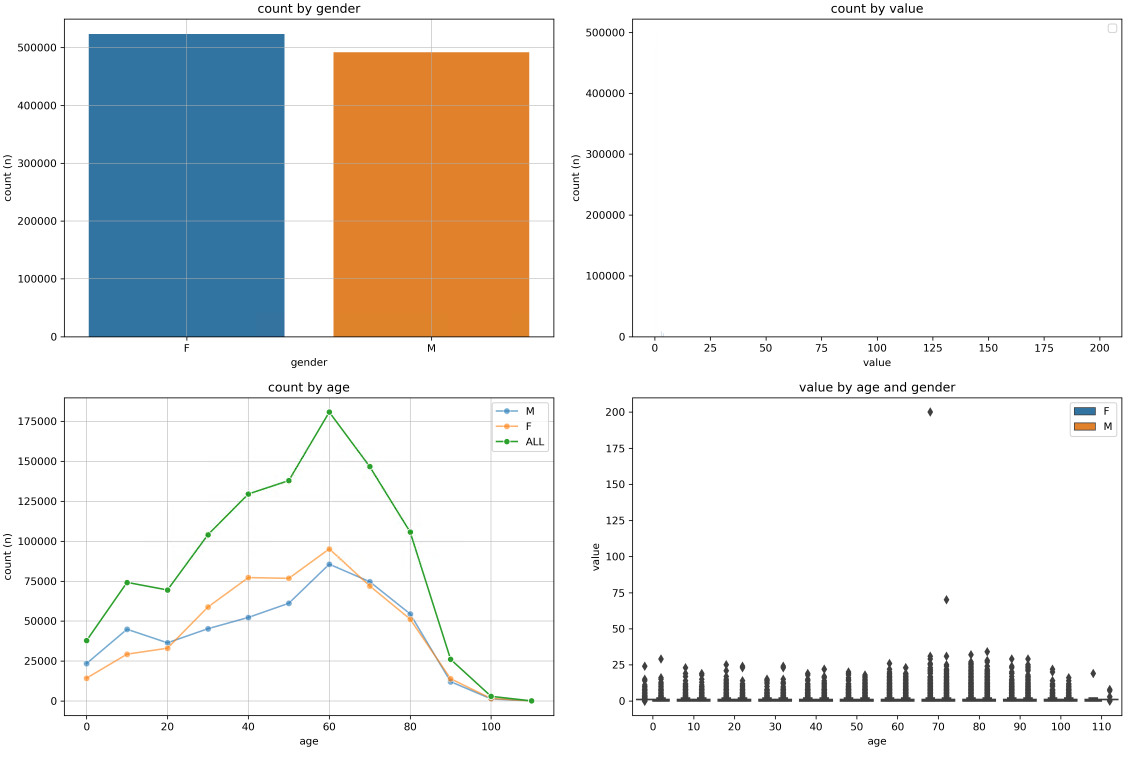 count by gender
500000
400000
300000
200000
100000
0
count (n)
F M
gender
count by value
500000
400000
300000
200000
100000
0
count (n)
0 25 50 75 100 125 150 175 200
value
count by age
175000
150000
125000
100000
75000
50000
25000
0
count (n)
M
F
ALL
0 20 40 60 80 100
age
value by age and gender
200
175
150
125
100
75
50
25
0
value
F
M
0 10 20 30 40 50 60 70 80 90 100 110
age